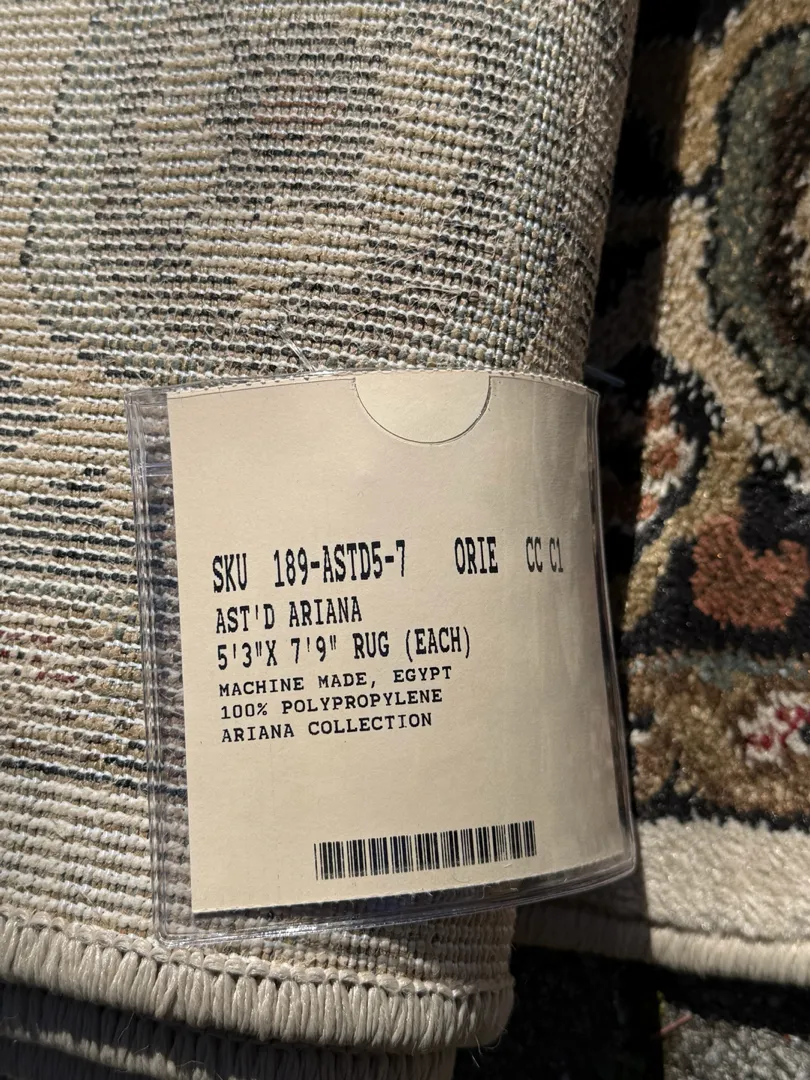 SKU 189-ASTD5-7 ORIE CC C1
AST'D ARIANA
5'3"X 7'9" RUG (EACH)
MACHINE MADE, EGYPT
100% POLYPROPYLENE
ARIANA COLLECTION